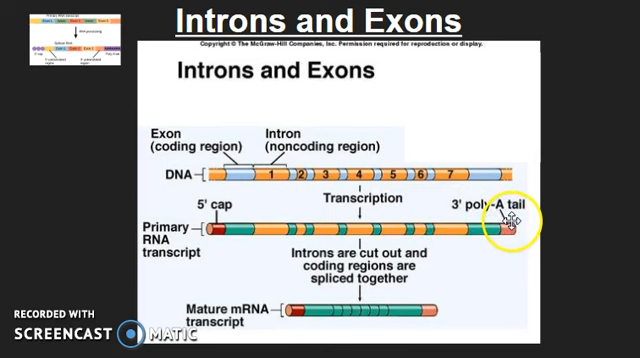 Introns and Exons
Copyright © The McGraw-Hill Companies, Inc. Permission required for reproduction or display.
Introns and Exons
Exon
(coding region)
Intron
(noncoding region)
DNA
1 2 3 4 5 6 7
Transcription
5' cap
3' poly-A tail
Primary
RNA
transcript
Introns are cut out and
coding regions are
spliced together
Mature mRNA
transcript
RECORDED WITH
SCREENCAST MATIC